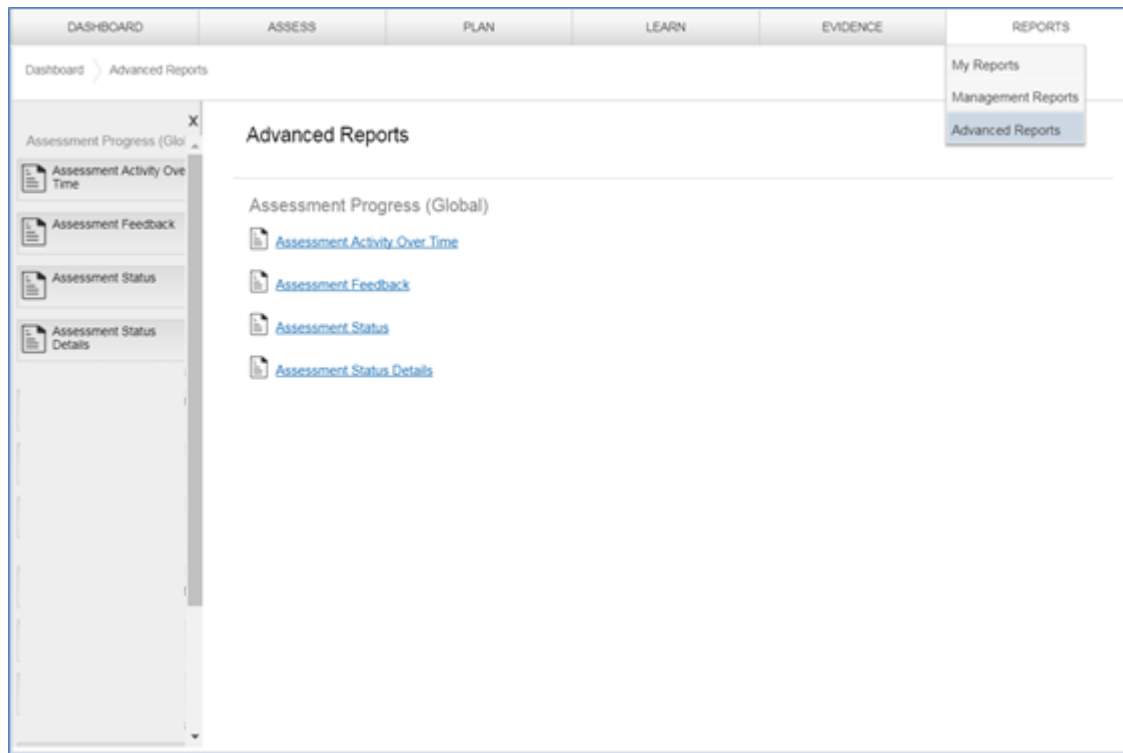 DASHBOARD
ASSESS
PLAN
LEARN
EVIDENCE
REPORTS
Dashboard
Advanced Reports
My Reports
Management Reports
Advanced Reports
X
Assessment Progress (Glo
Assessment Activity Ove
Time
Assessment Feedback
Assessment Status
Assessment Status
Details
Advanced Reports
Assessment Progress (Global)
Assessment Activity Over Time
Assessment Feedback
Assessment Status
Assessment Status Details